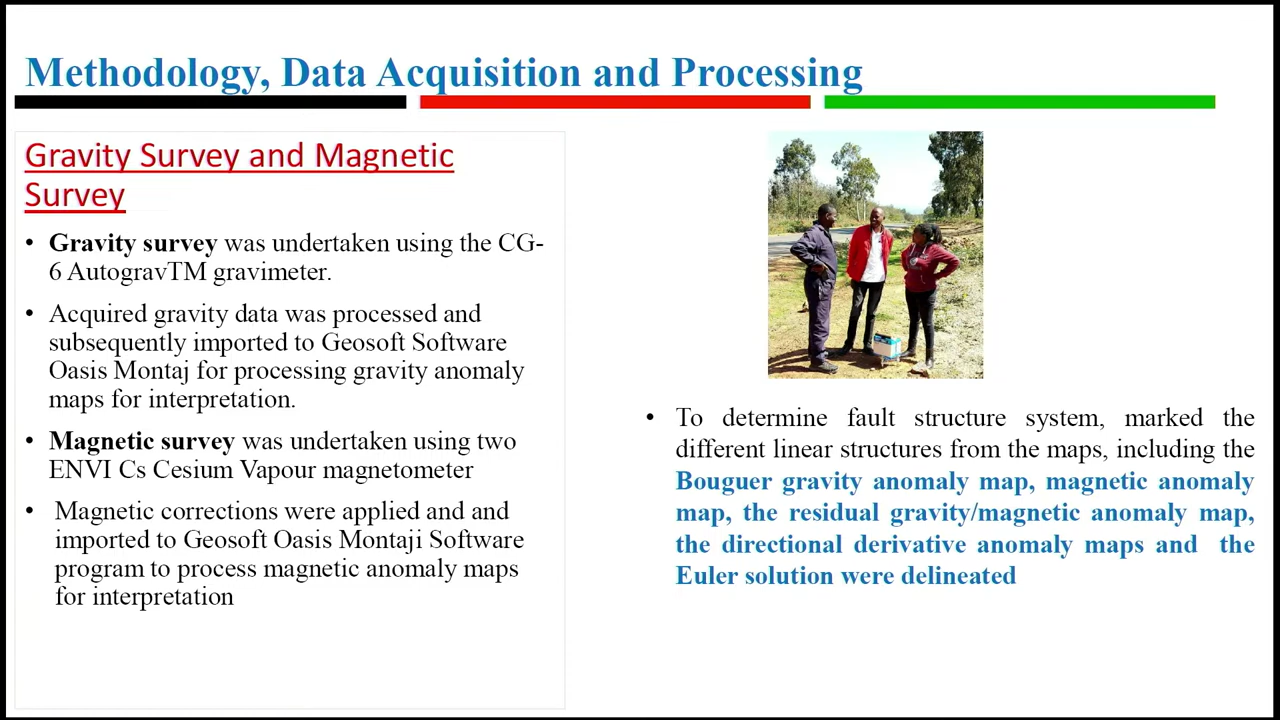 Methodology, Data Acquisition and Processing
Gravity Survey and Magnetic
Survey
• Gravity survey was undertaken using the CG-
6 AutogravTM gravimeter.
• Acquired gravity data was processed and
subsequently imported to Geosoft Software
Oasis Montaj for processing gravity anomaly
maps for interpretation.
• Magnetic survey was undertaken using two
ENVI Cs Cesium Vapour magnetometer
• Magnetic corrections were applied and and
imported to Geosoft Oasis Montaji Software
program to process magnetic anomaly maps
for interpretation
• To determine fault structure system, marked the
different linear structures from the maps, including the
Bouguer gravity anomaly map, magnetic anomaly
map, the residual gravity/magnetic anomaly map,
the directional derivative anomaly maps and the
Euler solution were delineated